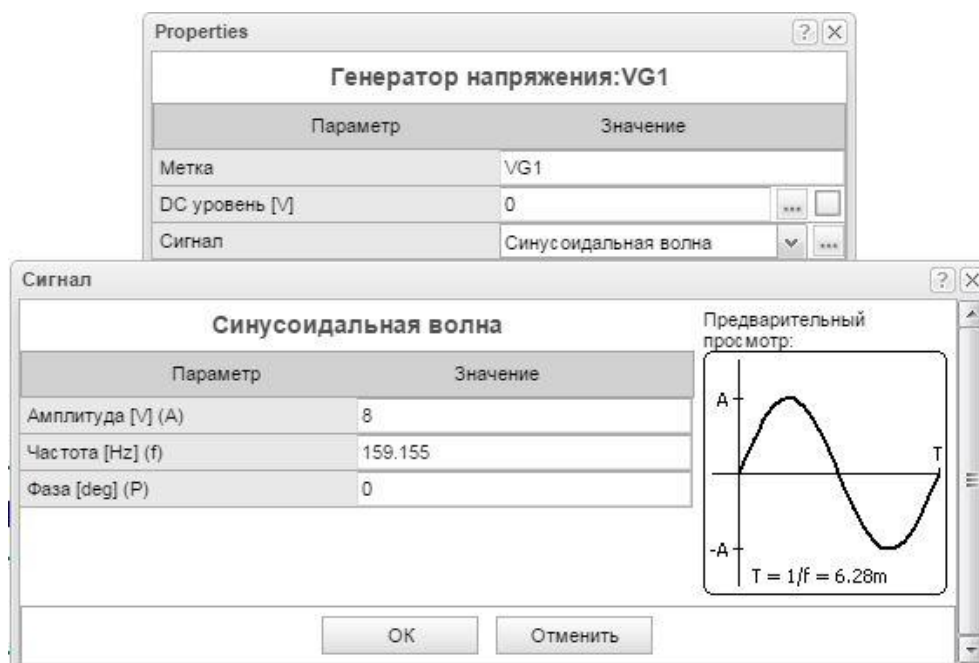 Properties
Генератор напряжения:VG1
Параметр Значение
Метка VG1
DC уровень [V] 0 ...
Сигнал Синусоидальная волна ...
Сигнал
Синусоидальная волна
Параметр Значение
Амплитуда [V] (A) 8
Частота [Hz] (f) 159.155
Фаза [deg] (P) 0
Предварительный
просмотр:
A
T
-A
T = 1/f = 6.28m
OK Отменить